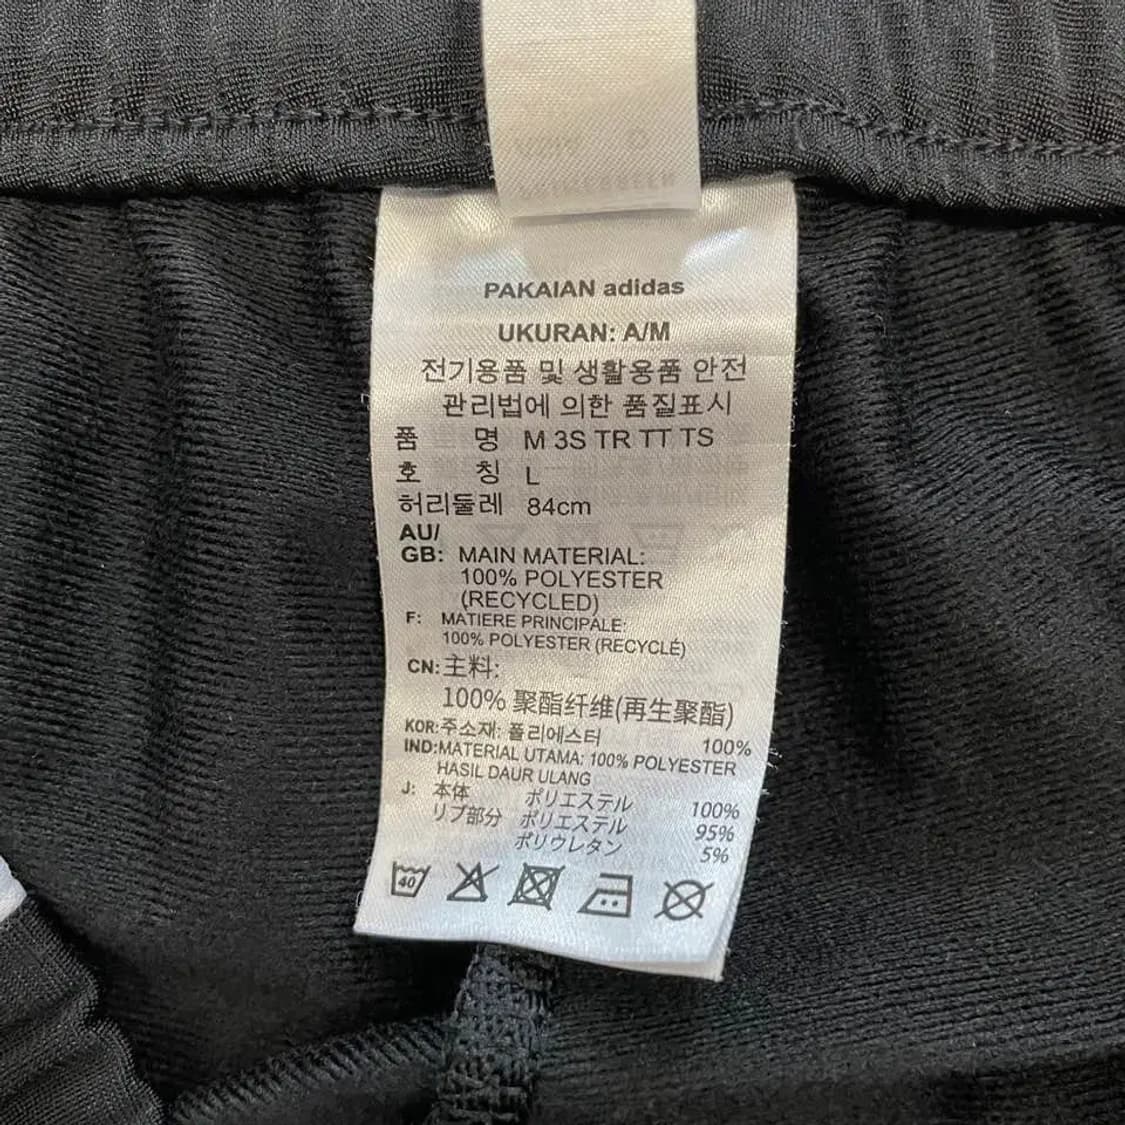 PAKAIAN adidas
UKURAN: A/M
전기용품 및 생활용품 안전
관리법에 의한 품질표시
품 명 M 3S TR TT TS
호 칭 L
허리둘레 84cm
AU/
GB: MAIN MATERIAL:
100% POLYESTER
(RECYCLED)
F: MATIERE PRINCIPALE:
100% POLYESTER (RECYCLÉ)
CN: 主料:
100% 聚酯纤维(再生聚酯)
KOR: 주소재: 폴리에스터 100%
IND: MATERIAL UTAMA: 100% POLYESTER
HASIL DAUR ULANG
J: 本体 ポリエステル 100%
リブ部分 ポリエステル 95%
ポリウレタン 5%
40